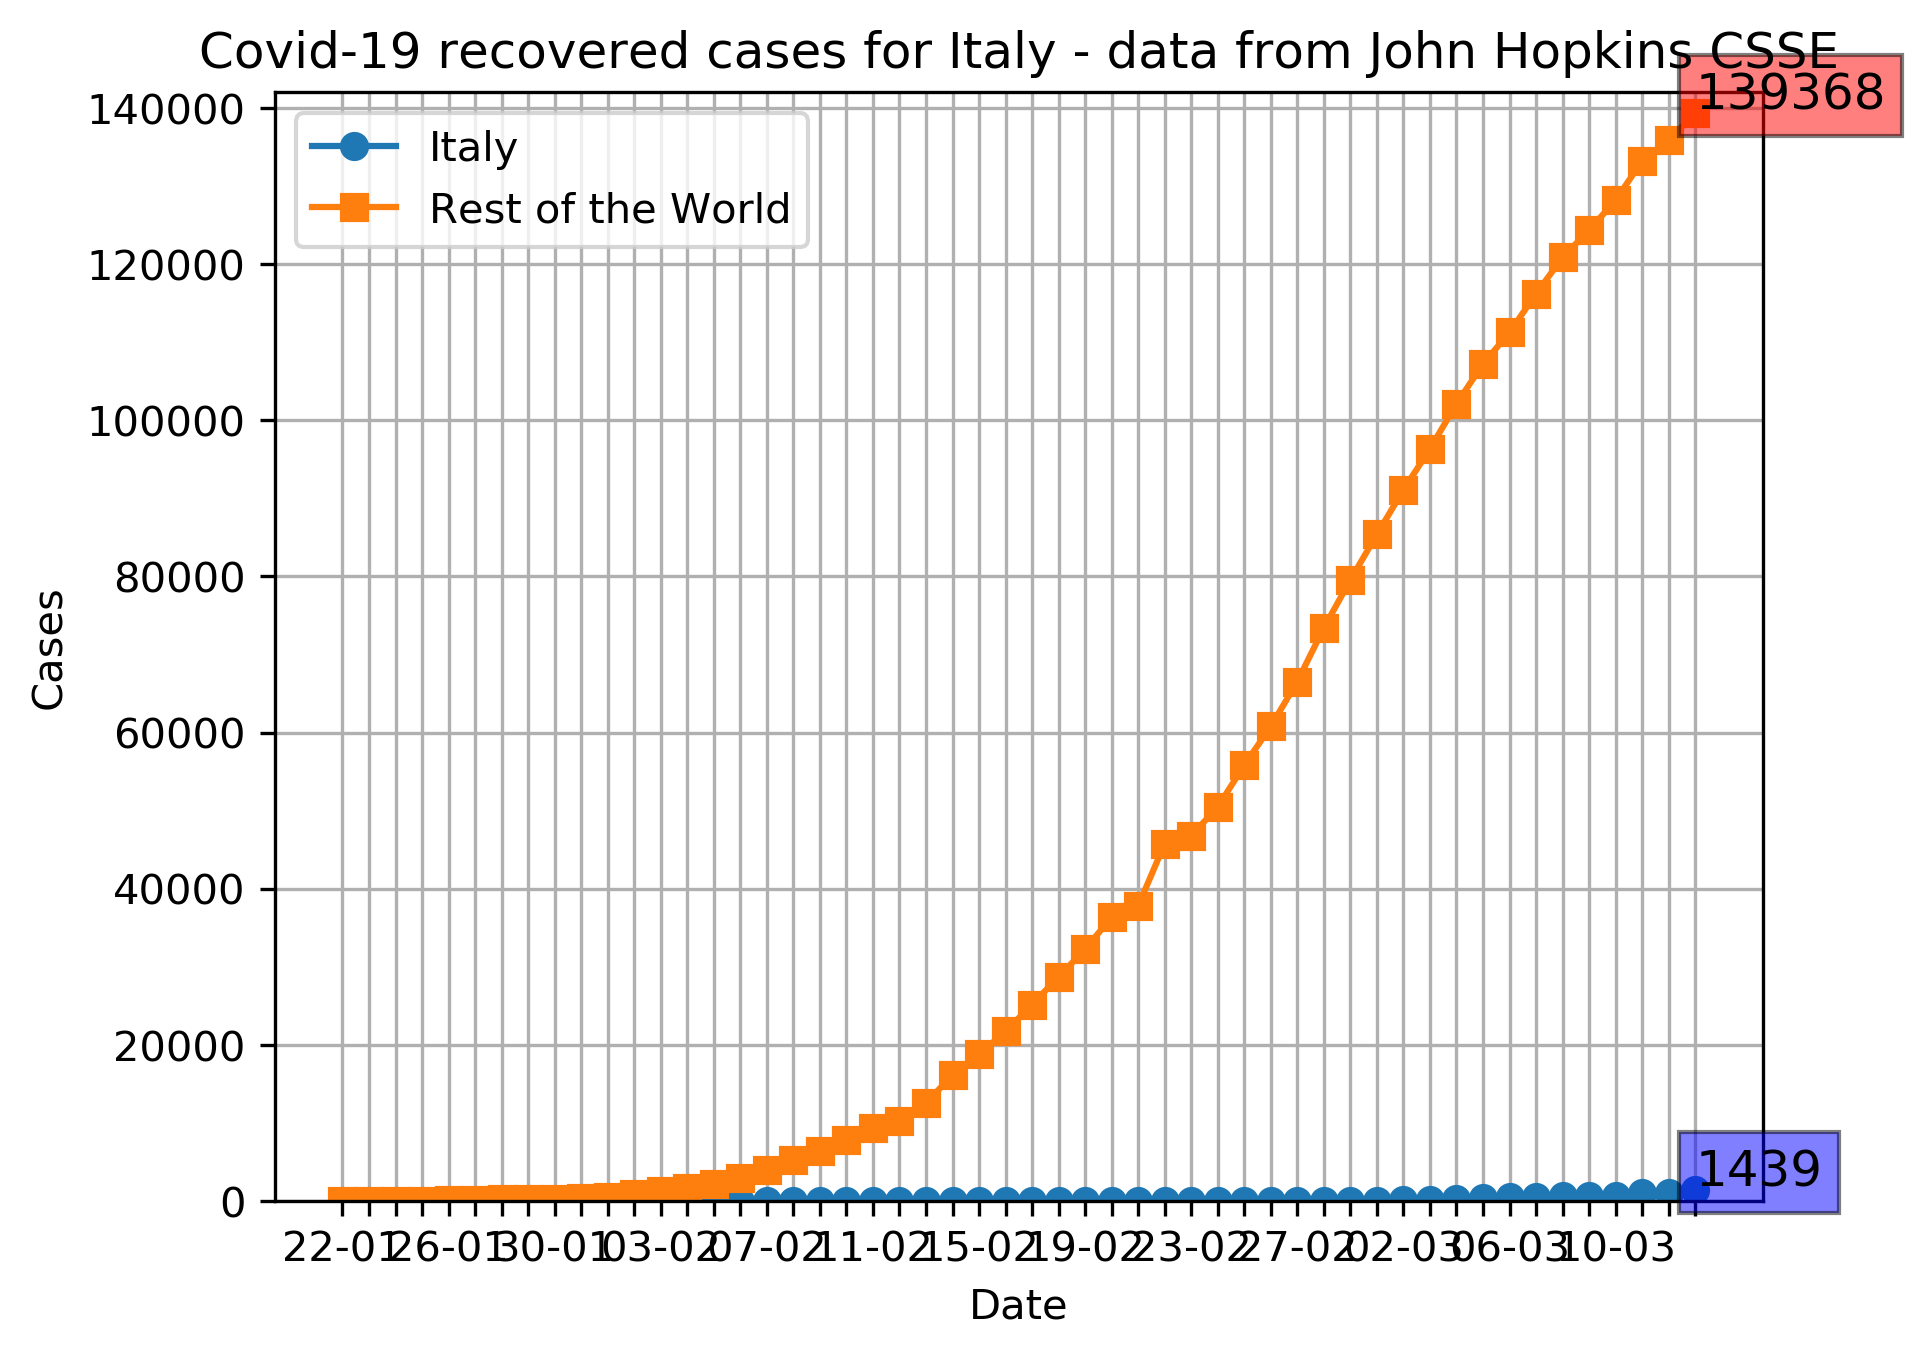 Covid-19 recovered cases for Italy - data from John Hopkins CSSE
139368
140000
Italy
Rest of the World
120000
100000
80000
60000
40000
20000
0
Cases
1439
22-01 26-01 30-01 03-02 07-02 11-02 15-02 19-02 23-02 27-02 02-03 06-03 10-03
Date